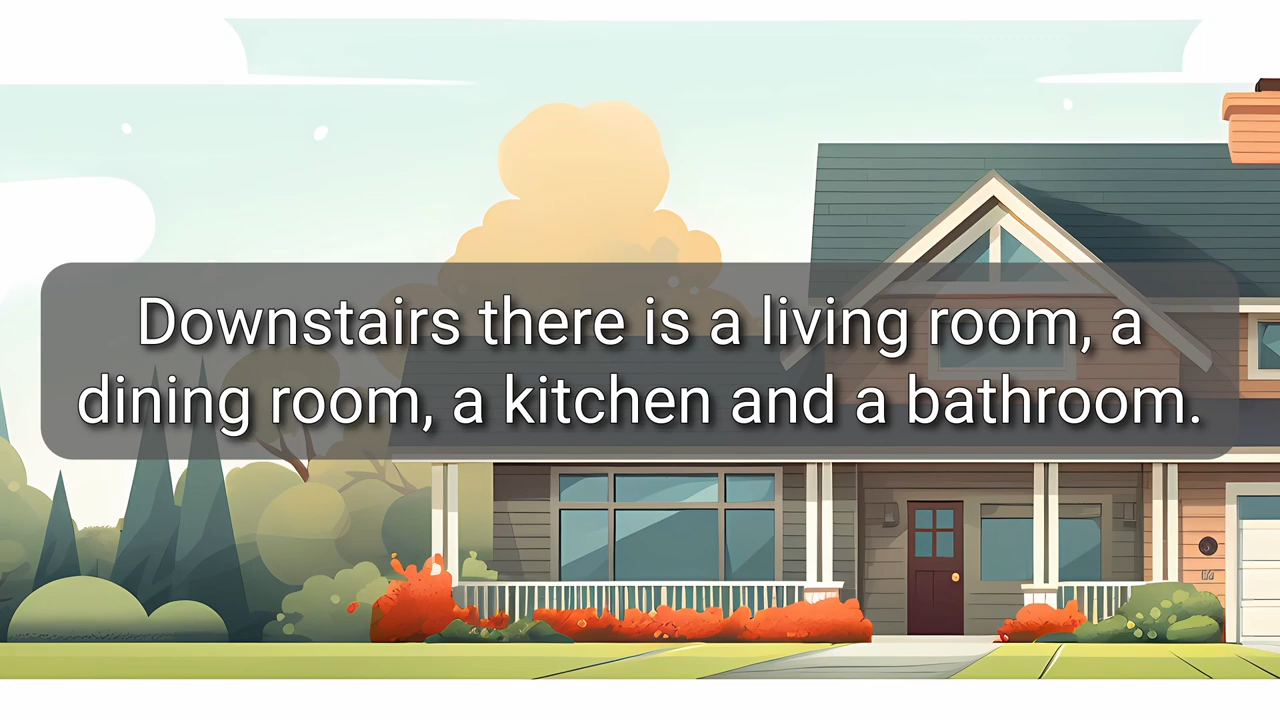 Downstairs there is a living room, a
dining room, a kitchen and a bathroom.